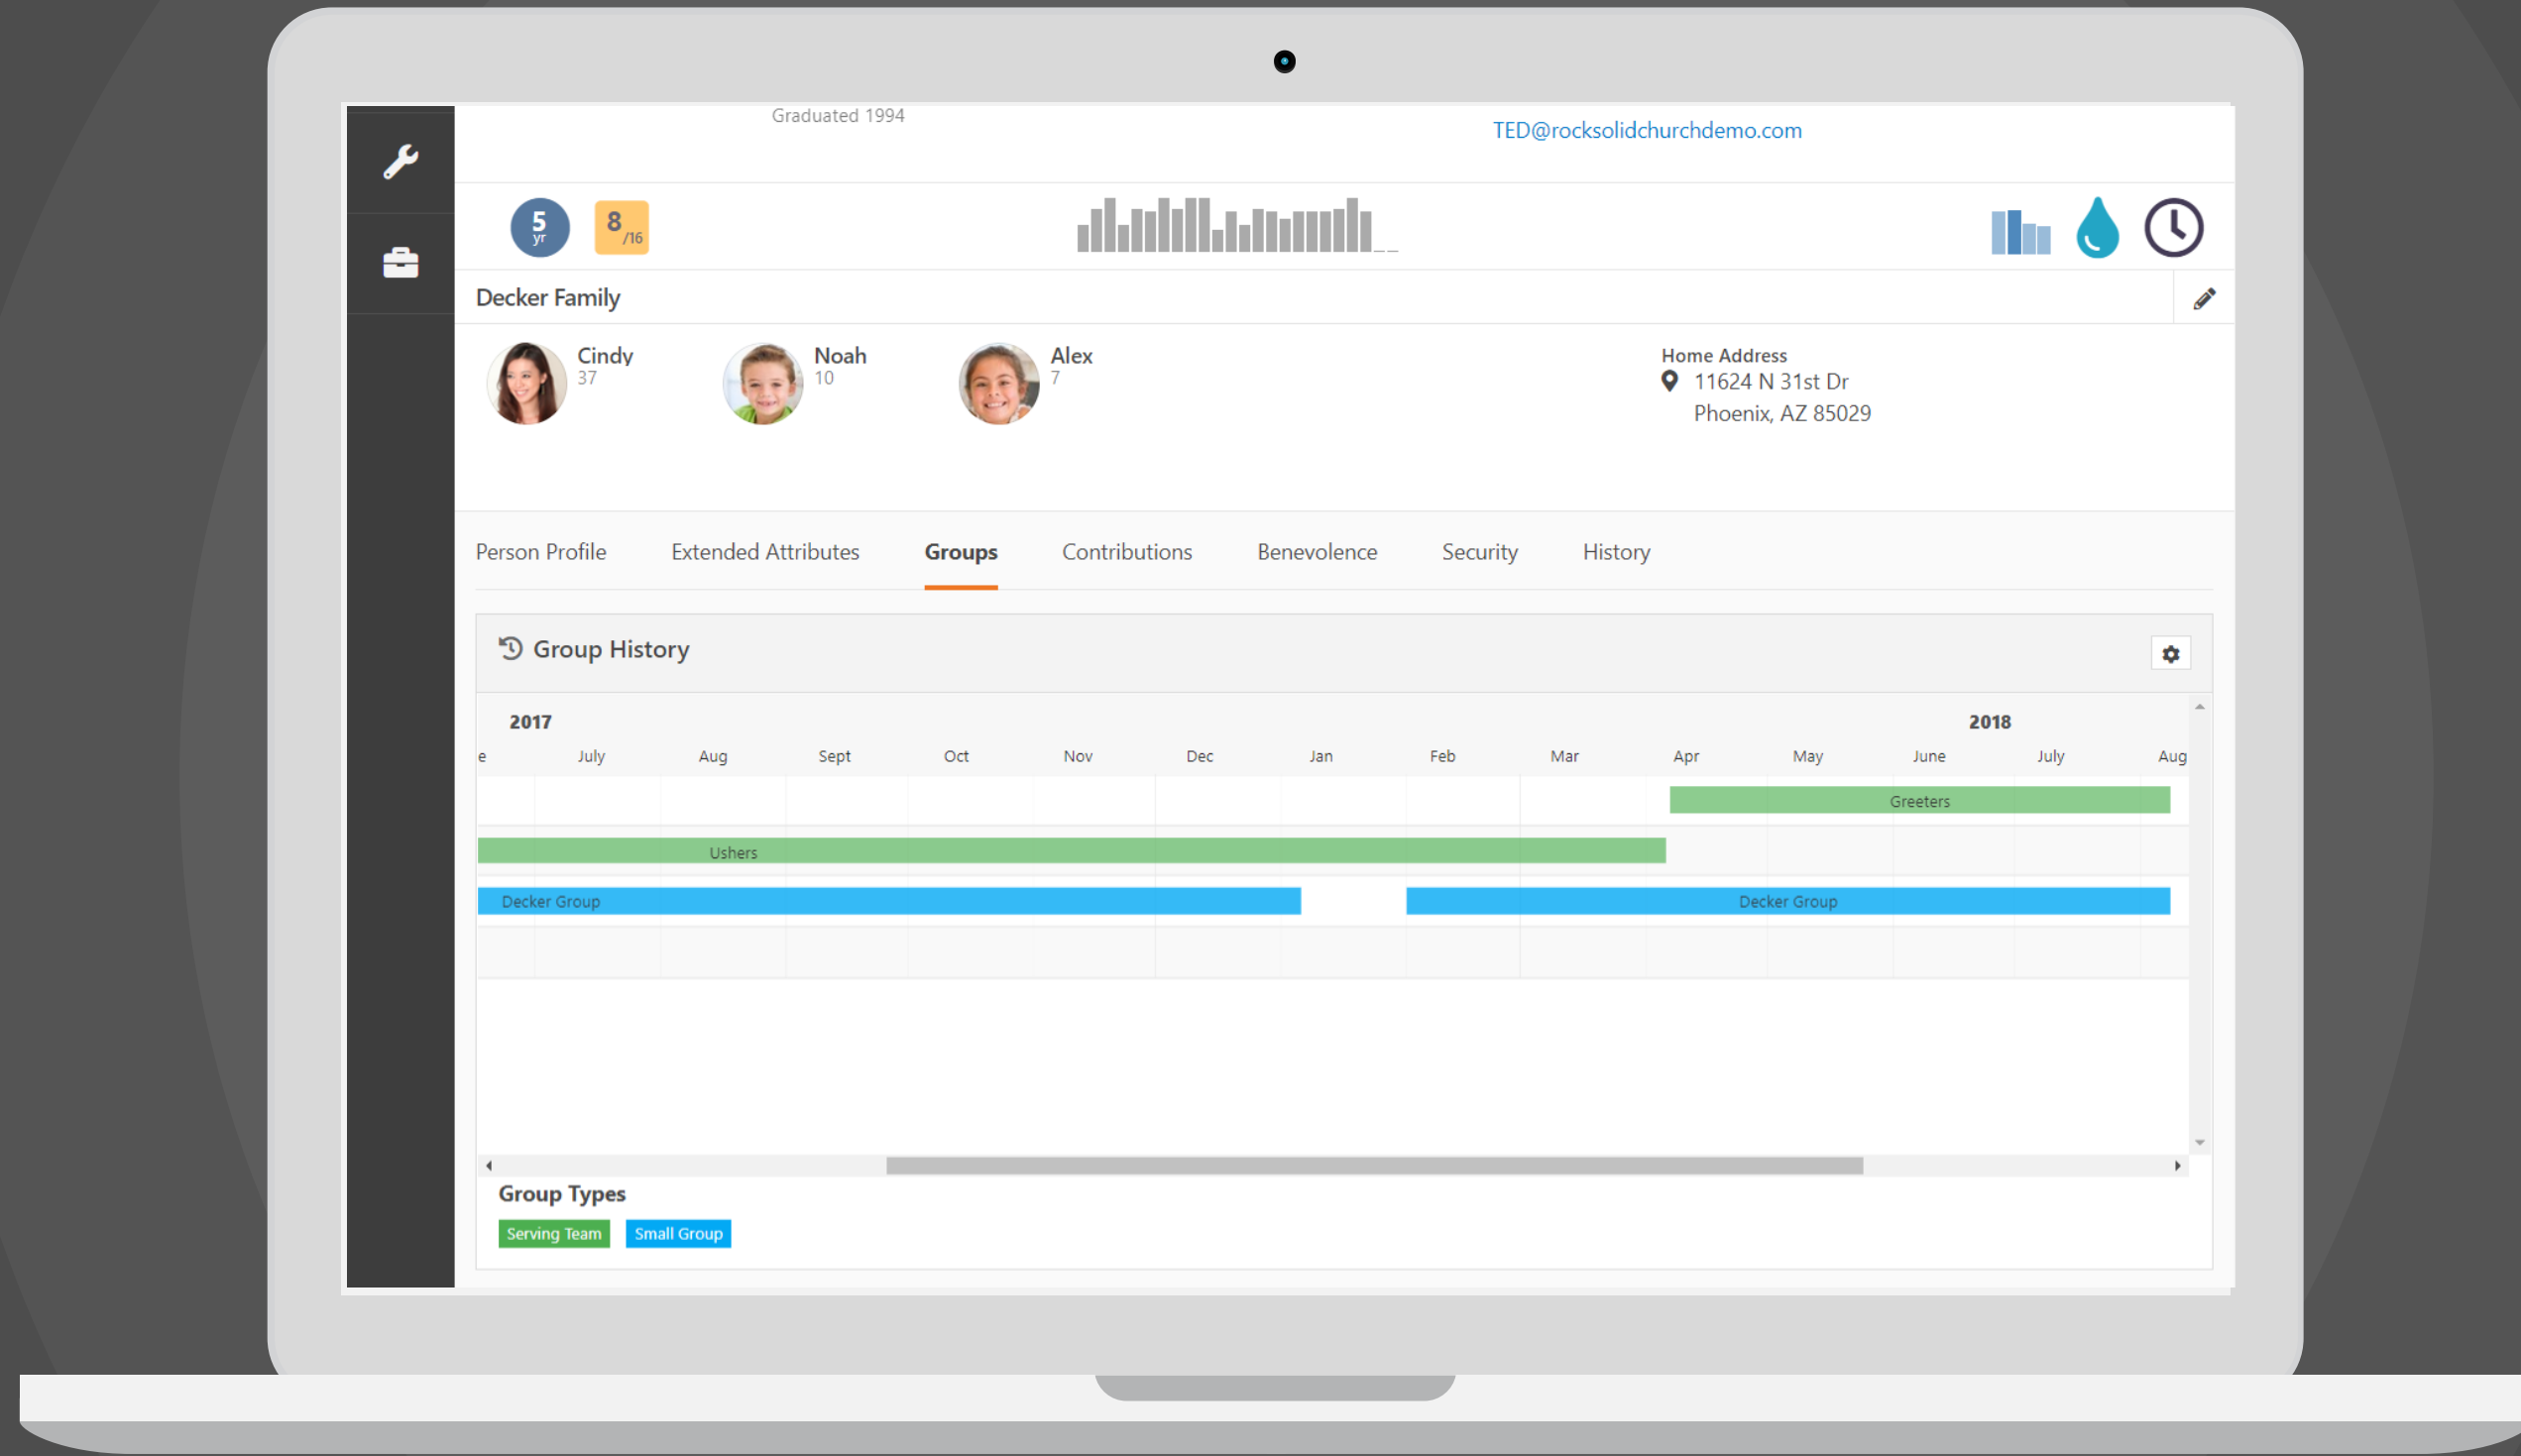 Graduated 1994
TED@rocksolidchurchdemo.com
5
yr
8
/16
Decker Family
Cindy
37
Noah
10
Alex
7
Home Address
11624 N 31st Dr
Phoenix, AZ 85029
Person Profile Extended Attributes Groups Contributions Benevolence Security History
Group History
2017 2018
e July Aug Sept Oct Nov Dec Jan Feb Mar Apr May June July Aug
Greeters
Ushers
Decker Group Decker Group
Group Types
Serving Team Small Group